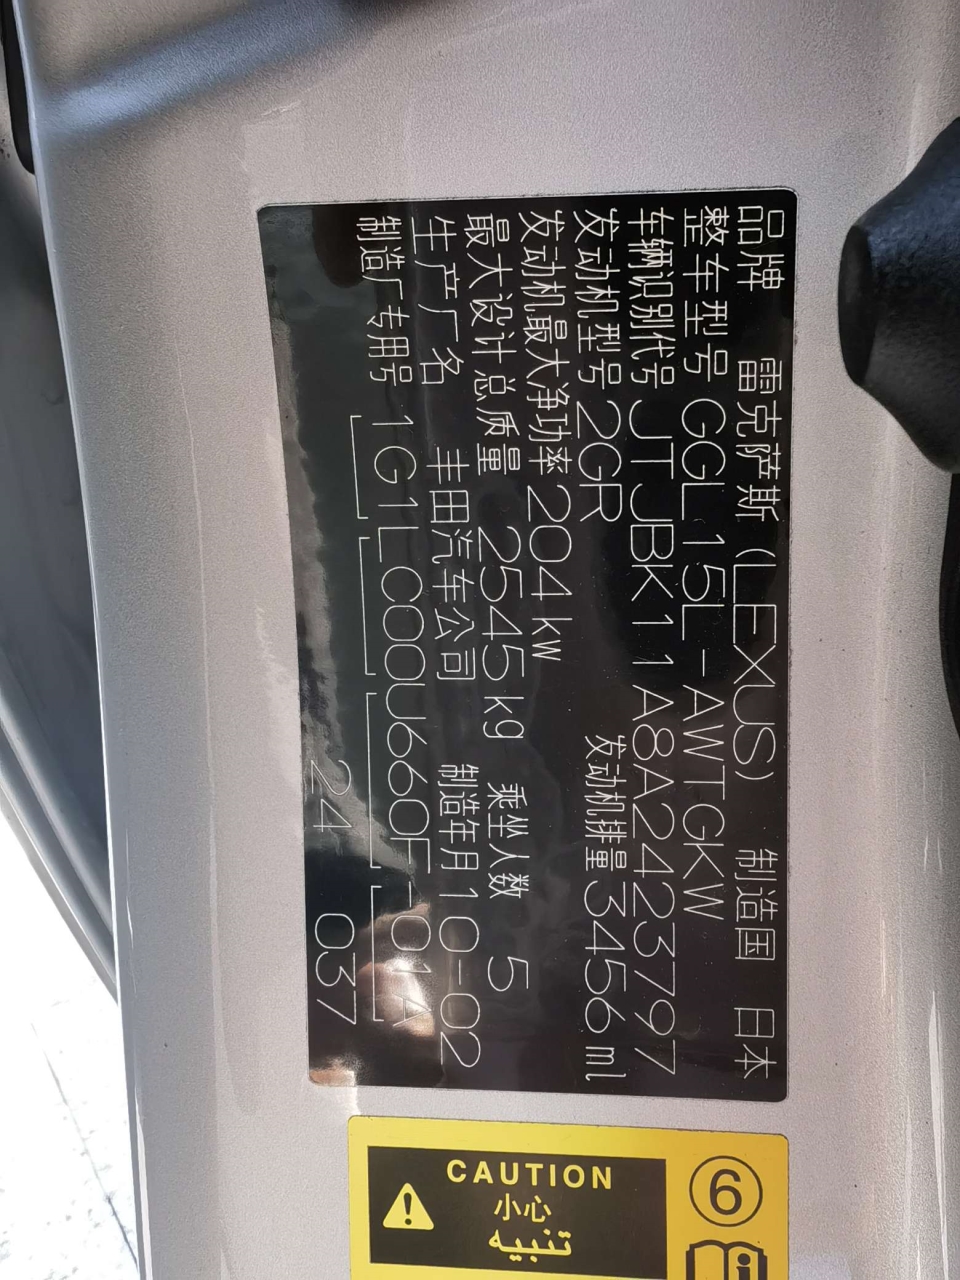 品牌 雷克萨斯 (LEXUS) 制造国 日本
整车型号 GGL15L-AWTGKW
车辆识别代号 JTJBK11A8A2423797
发动机型号 2GR 发动机排量 3456 ml
发动机最大净功率 204 kW
最大设计总质量 2545 kg 乘坐人数 5
生产厂名 丰田汽车公司 制造年月 10-02
制造厂专用号 1G1LC00U660F-01A
24 037
6
CAUTION
小心
تنبيه